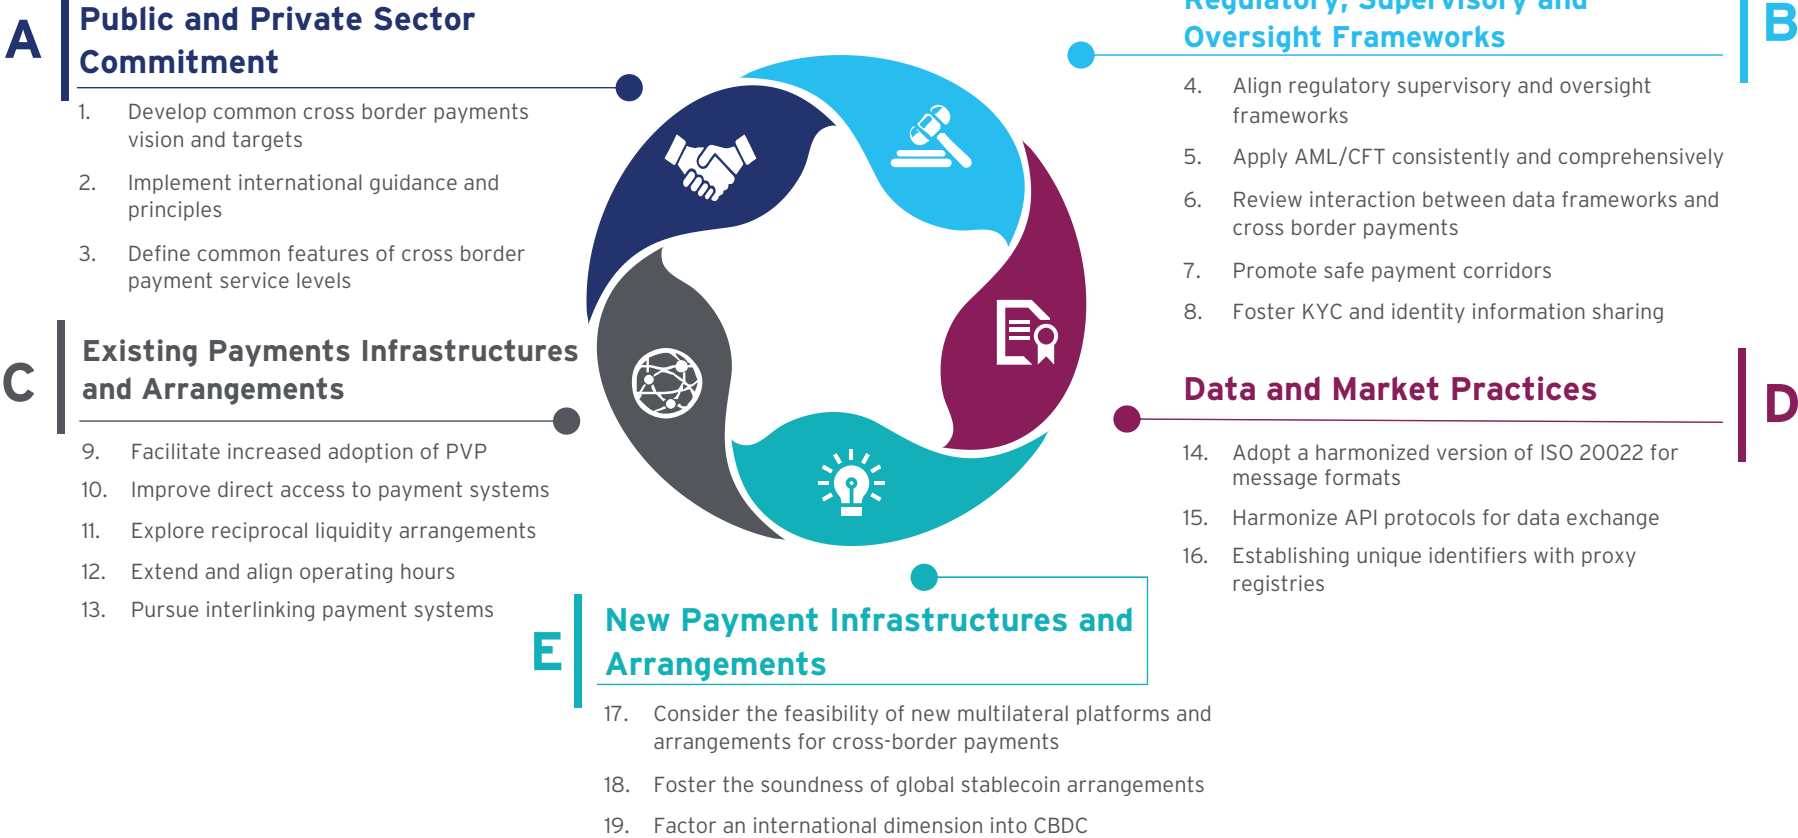 A
Public and Private Sector
Commitment
1. Develop common cross border payments
vision and targets
2. Implement international guidance and
principles
3. Define common features of cross border
payment service levels
B
Regulatory, Supervisory and
Oversight Frameworks
4. Align regulatory supervisory and oversight
frameworks
5. Apply AML/CFT consistently and comprehensively
6. Review interaction between data frameworks and
cross border payments
7. Promote safe payment corridors
8. Foster KYC and identity information sharing
C
Existing Payments Infrastructures
and Arrangements
9. Facilitate increased adoption of PVP
10. Improve direct access to payment systems
11. Explore reciprocal liquidity arrangements
12. Extend and align operating hours
13. Pursue interlinking payment systems
D
Data and Market Practices
14. Adopt a harmonized version of ISO 20022 for
message formats
15. Harmonize API protocols for data exchange
16. Establishing unique identifiers with proxy
registries
E
New Payment Infrastructures and
Arrangements
17. Consider the feasibility of new multilateral platforms and
arrangements for cross-border payments
18. Foster the soundness of global stablecoin arrangements
19. Factor an international dimension into CBDC